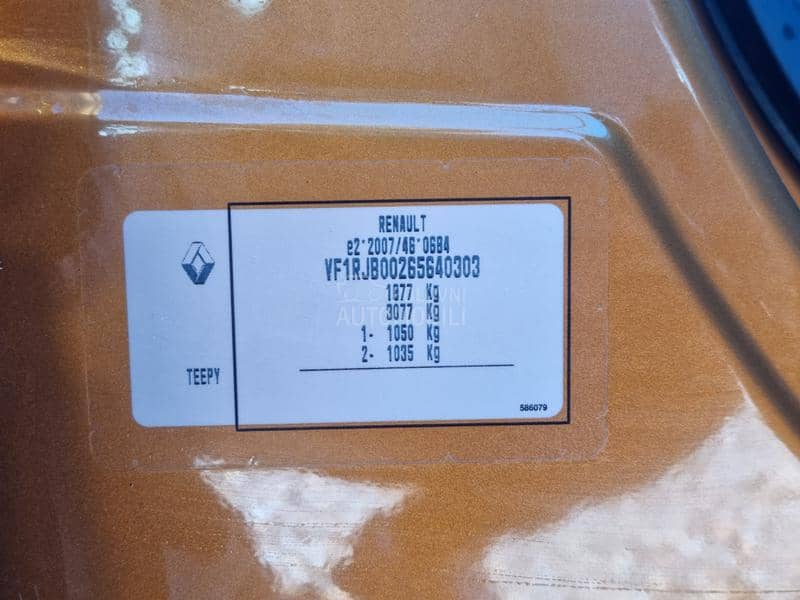 RENAULT
e2*2007/46*0684
VF1RJB00265640303
1877 Kg
3077 Kg
1- 1050 Kg
2- 1035 Kg
TEEPY
586079